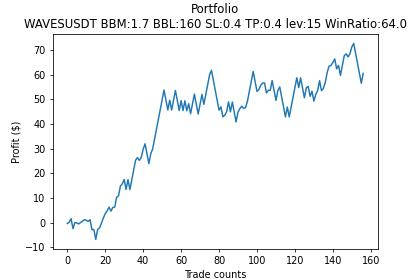 Portfolio
WAVESUSDT BBM:1.7 BBL:160 SL:0.4 TP:0.4 lev:15 WinRatio:64.0
70
60
50
40
30
20
10
0
−10
Profit ($)
0 20 40 60 80 100 120 140 160
Trade counts